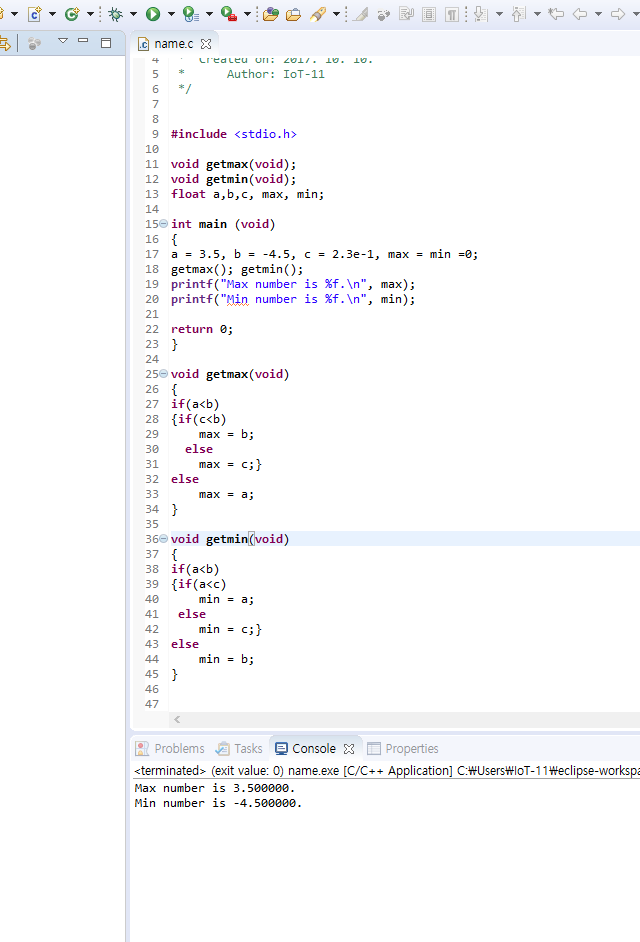 name.c
4 * Created on: 2017. 10. 10.
5 *      Author: IoT-11
6 */
7
8
9 #include <stdio.h>
10
11 void getmax(void);
12 void getmin(void);
13 float a,b,c, max, min;
14
15 int main (void)
16 {
17 a = 3.5, b = -4.5, c = 2.3e-1, max = min =0;
18 getmax(); getmin();
19 printf("Max number is %f.\n", max);
20 printf("Min number is %f.\n", min);
21
22 return 0;
23 }
24
25 void getmax(void)
26 {
27 if(a<b)
28 {if(c<b)
29     max = b;
30   else
31     max = c;}
32 else
33     max = a;
34 }
35
36 void getmin(void)
37 {
38 if(a<b)
39 {if(a<c)
40     min = a;
41  else
42     min = c;}
43 else
44     min = b;
45 }
46
47
Problems Tasks Console Properties
<terminated> (exit value: 0) name.exe [C/C++ Application] C:₩Users₩IoT-11₩eclipse-workspa
Max number is 3.500000.
Min number is -4.500000.